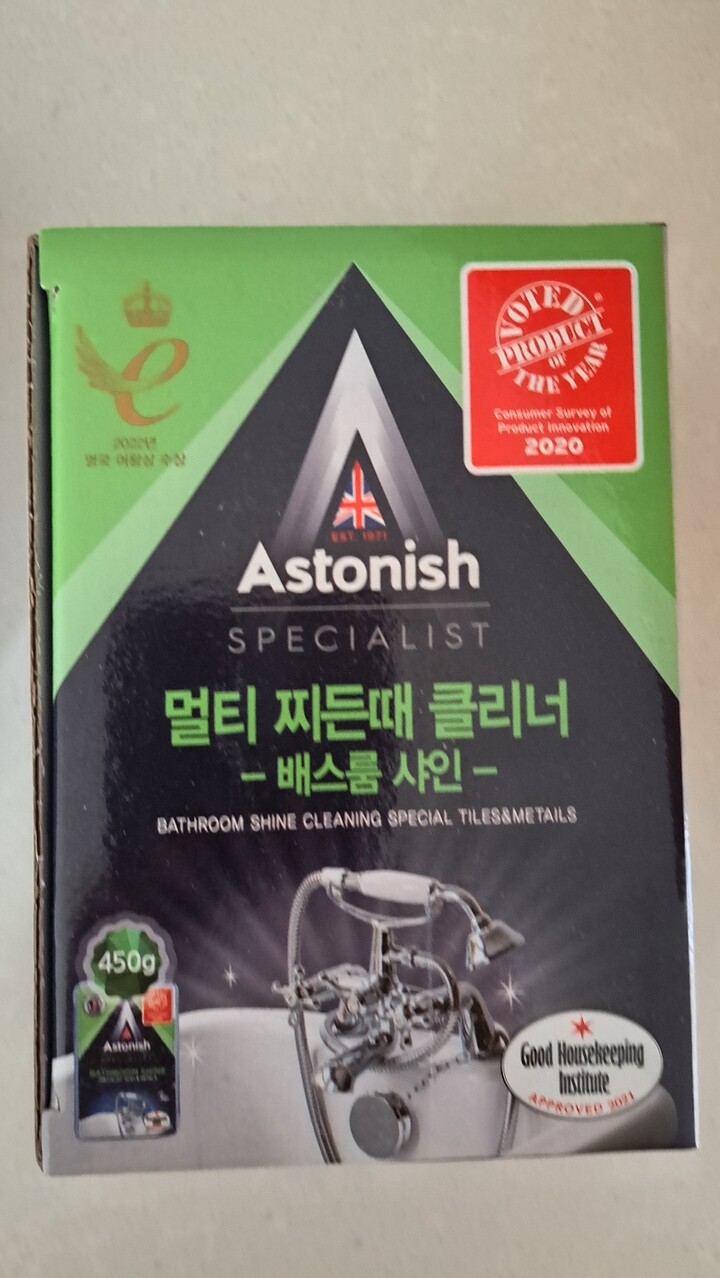 2022년
영국 여왕상 수상
VOTED
PRODUCT
OF
THE YEAR
Consumer Survey of
Product Innovation
2020
EST. 1971
Astonish
SPECIALIST
멀티 찌든때 클리너
- 배스룸 샤인 -
BATHROOM SHINE CLEANING SPECIAL TILES&METAILS
450g
Astonish
BATHROOM SHINE
Good Housekeeping
Institute
APPROVED 2021